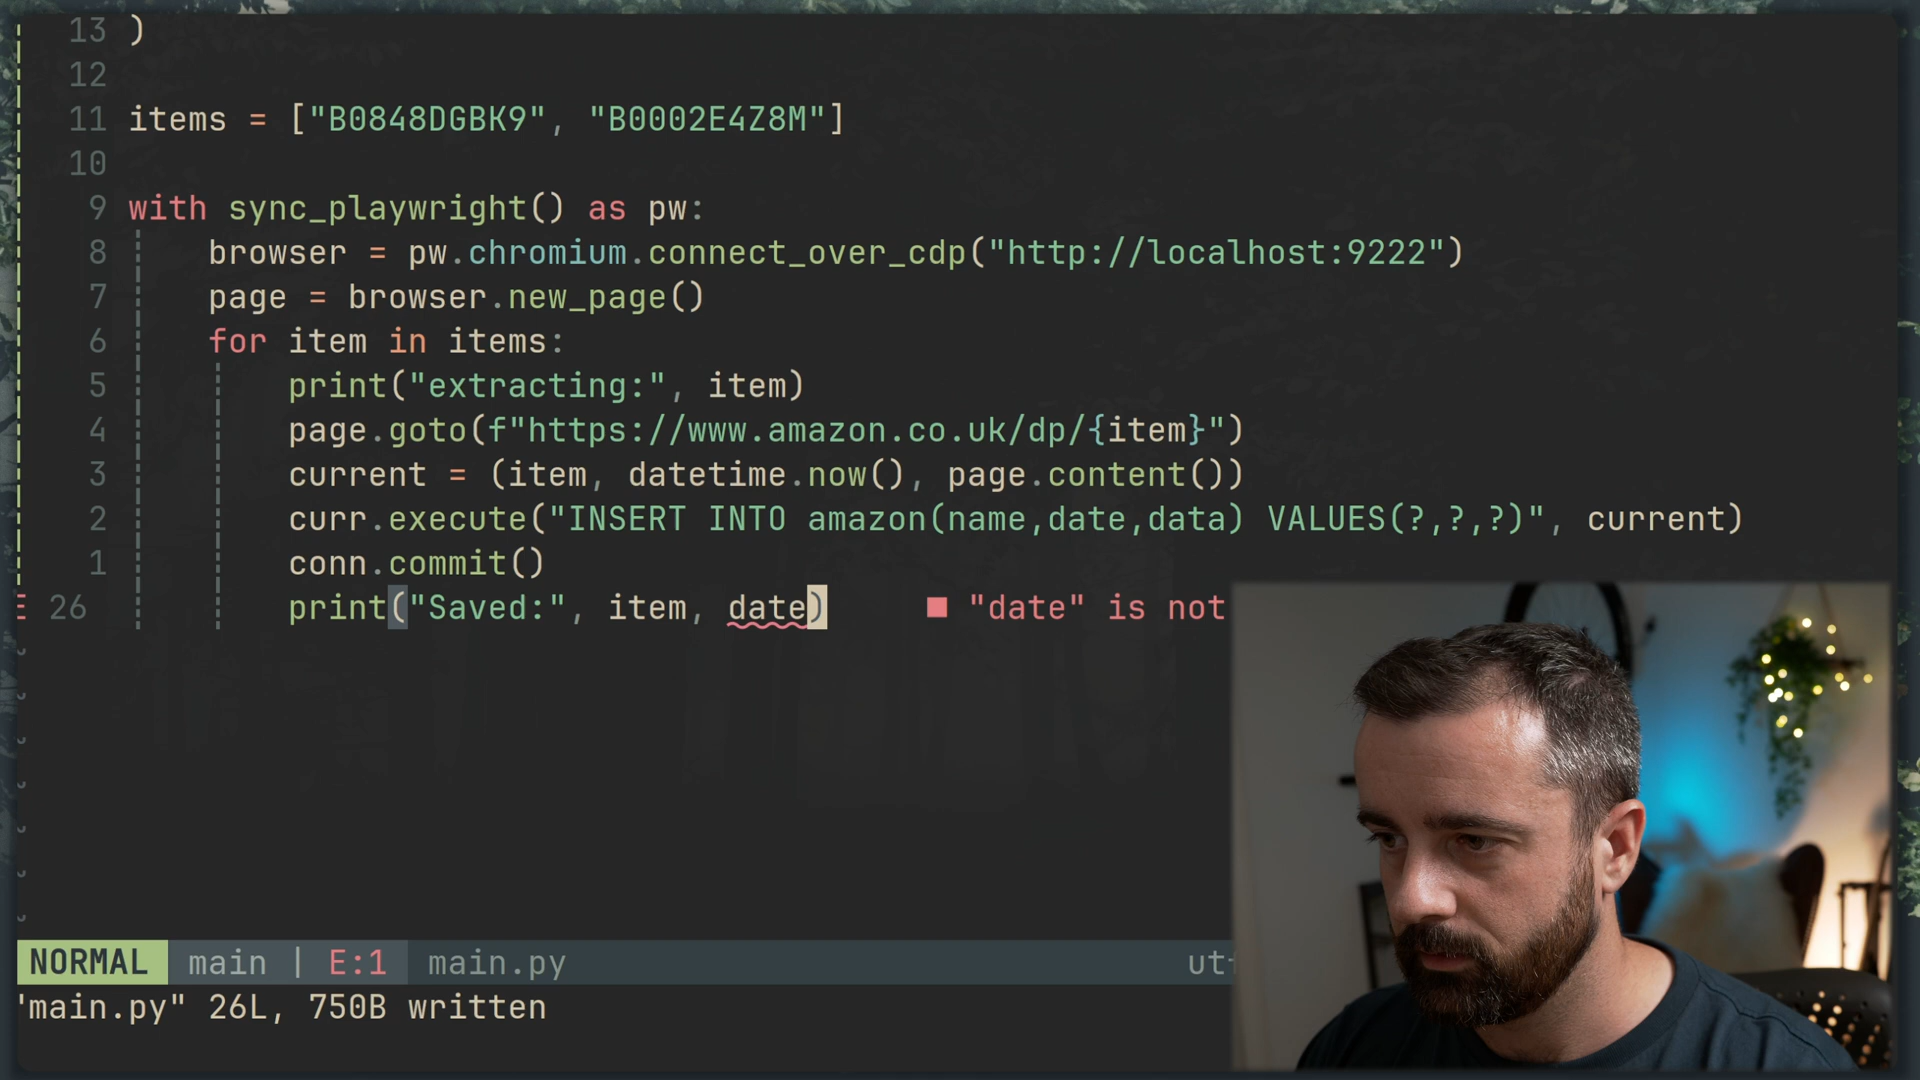 13 )
12
11 items = ["B0848DGBK9", "B0002E4Z8M"]
10
9 with sync_playwright() as pw:
8 browser = pw.chromium.connect_over_cdp("http://localhost:9222")
7 page = browser.new_page()
6 for item in items:
5 print("extracting:", item)
4 page.goto(f"https://www.amazon.co.uk/dp/{item}")
3 current = (item, datetime.now(), page.content())
2 curr.execute("INSERT INTO amazon(name,date,data) VALUES(?,?,?)", current)
1 conn.commit()
E 26 print("Saved:", item, date) ■ "date" is not
NORMAL main | E:1 main.py
"main.py" 26L, 750B written